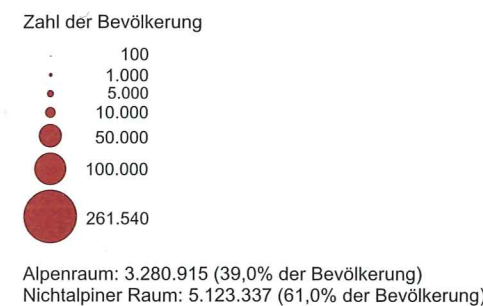 Zahl der Bevölkerung
100
1.000
5.000
10.000
50.000
100.000
261.540
Alpenraum: 3.280.915 (39,0% der Bevölkerung)
Nichtalpiner Raum: 5.123.337 (61,0% der Bevölkerung)